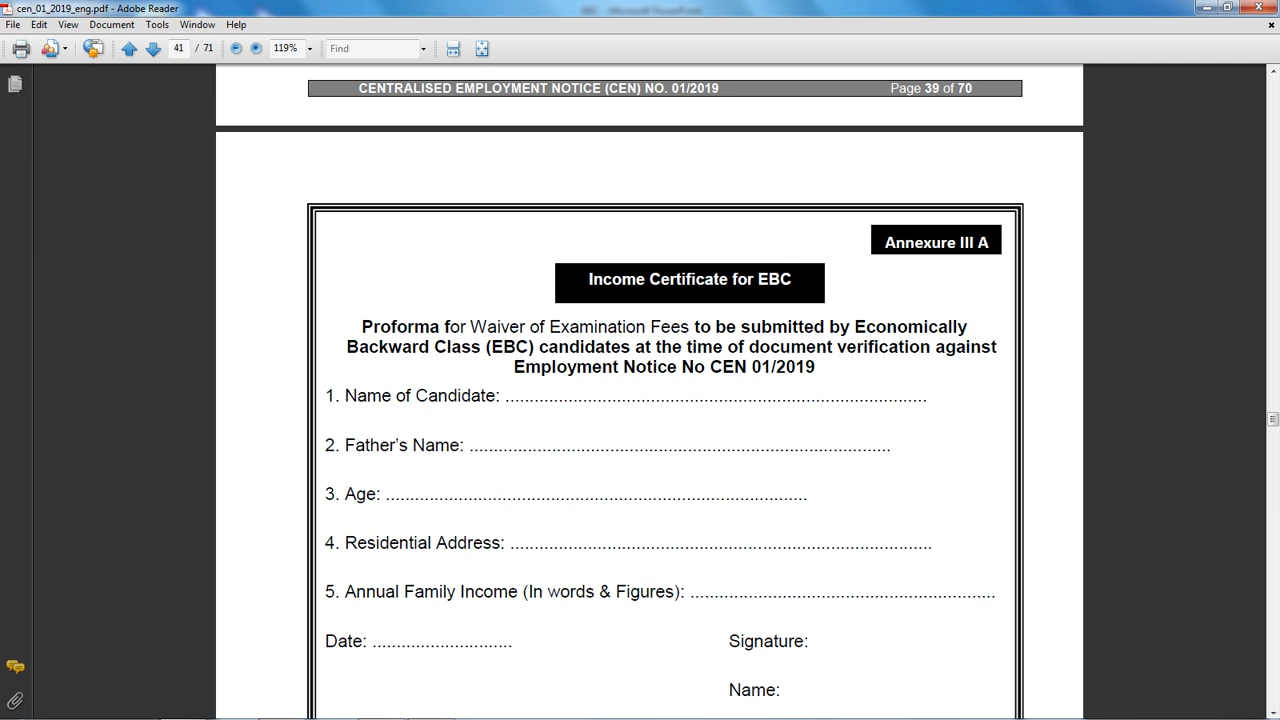 cen_01_2019_eng.pdf - Adobe Reader
EBC - Microsoft PowerPoint
File Edit View Document Tools Window Help
41 / 71 119% Find
CENTRALISED EMPLOYMENT NOTICE (CEN) NO. 01/2019 Page 39 of 70
Annexure III A
Income Certificate for EBC
Proforma for Waiver of Examination Fees to be submitted by Economically
Backward Class (EBC) candidates at the time of document verification against
Employment Notice No CEN 01/2019
1. Name of Candidate: .......................................................................................
2. Father’s Name: .......................................................................................
3. Age: .......................................................................................
4. Residential Address: .......................................................................................
5. Annual Family Income (In words & Figures): ...............................................................
Date: ............................. Signature:
Name: